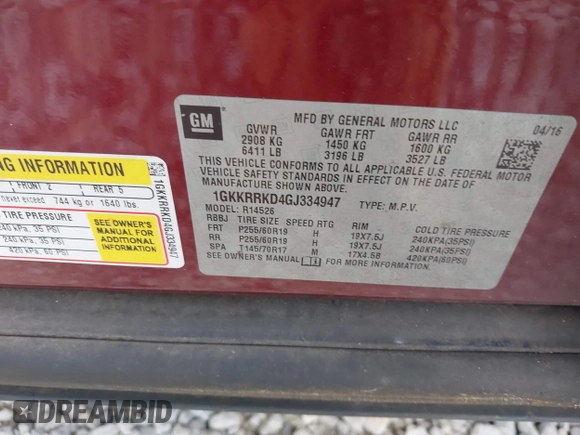 GM
MFD BY GENERAL MOTORS LLC
04/16
GVWR GAWR FRT GAWR RR
2908 KG 1450 KG 1600 KG
6411 LB 3196 LB 3527 LB
THIS VEHICLE CONFORMS TO ALL APPLICABLE U.S. FEDERAL MOTOR
VEHICLE SAFETY STANDARDS IN EFFECT ON THE DATE OF
MANUFACTURE SHOWN ABOVE.
1GKKRRKD4GJ334947 TYPE: M.P.V.
MODEL: R14526
RBBJ TIRE SIZE SPEED RTG RIM COLD TIRE PRESSURE
FRT P255/60R19 H 19X7.5J 240KPA(35PSI)
RR P255/60R19 H 19X7.5J 240KPA(35PSI)
SPA T145/70R17 M 17X4.5B 420KPA(60PSI)
SEE OWNER'S MANUAL FOR MORE INFORMATION
NG INFORMATION
FRONT 2 REAR 5
never exceed 744 kg or 1640 lbs.
TIRE PRESSURE
240 KPA, 35 PSI
240 KPA, 35 PSI
420 KPA, 60 PSI
SEE OWNER'S
MANUAL FOR
ADDITIONAL
INFORMATION
1GKKRRKD4GJ334947
DREAMBID